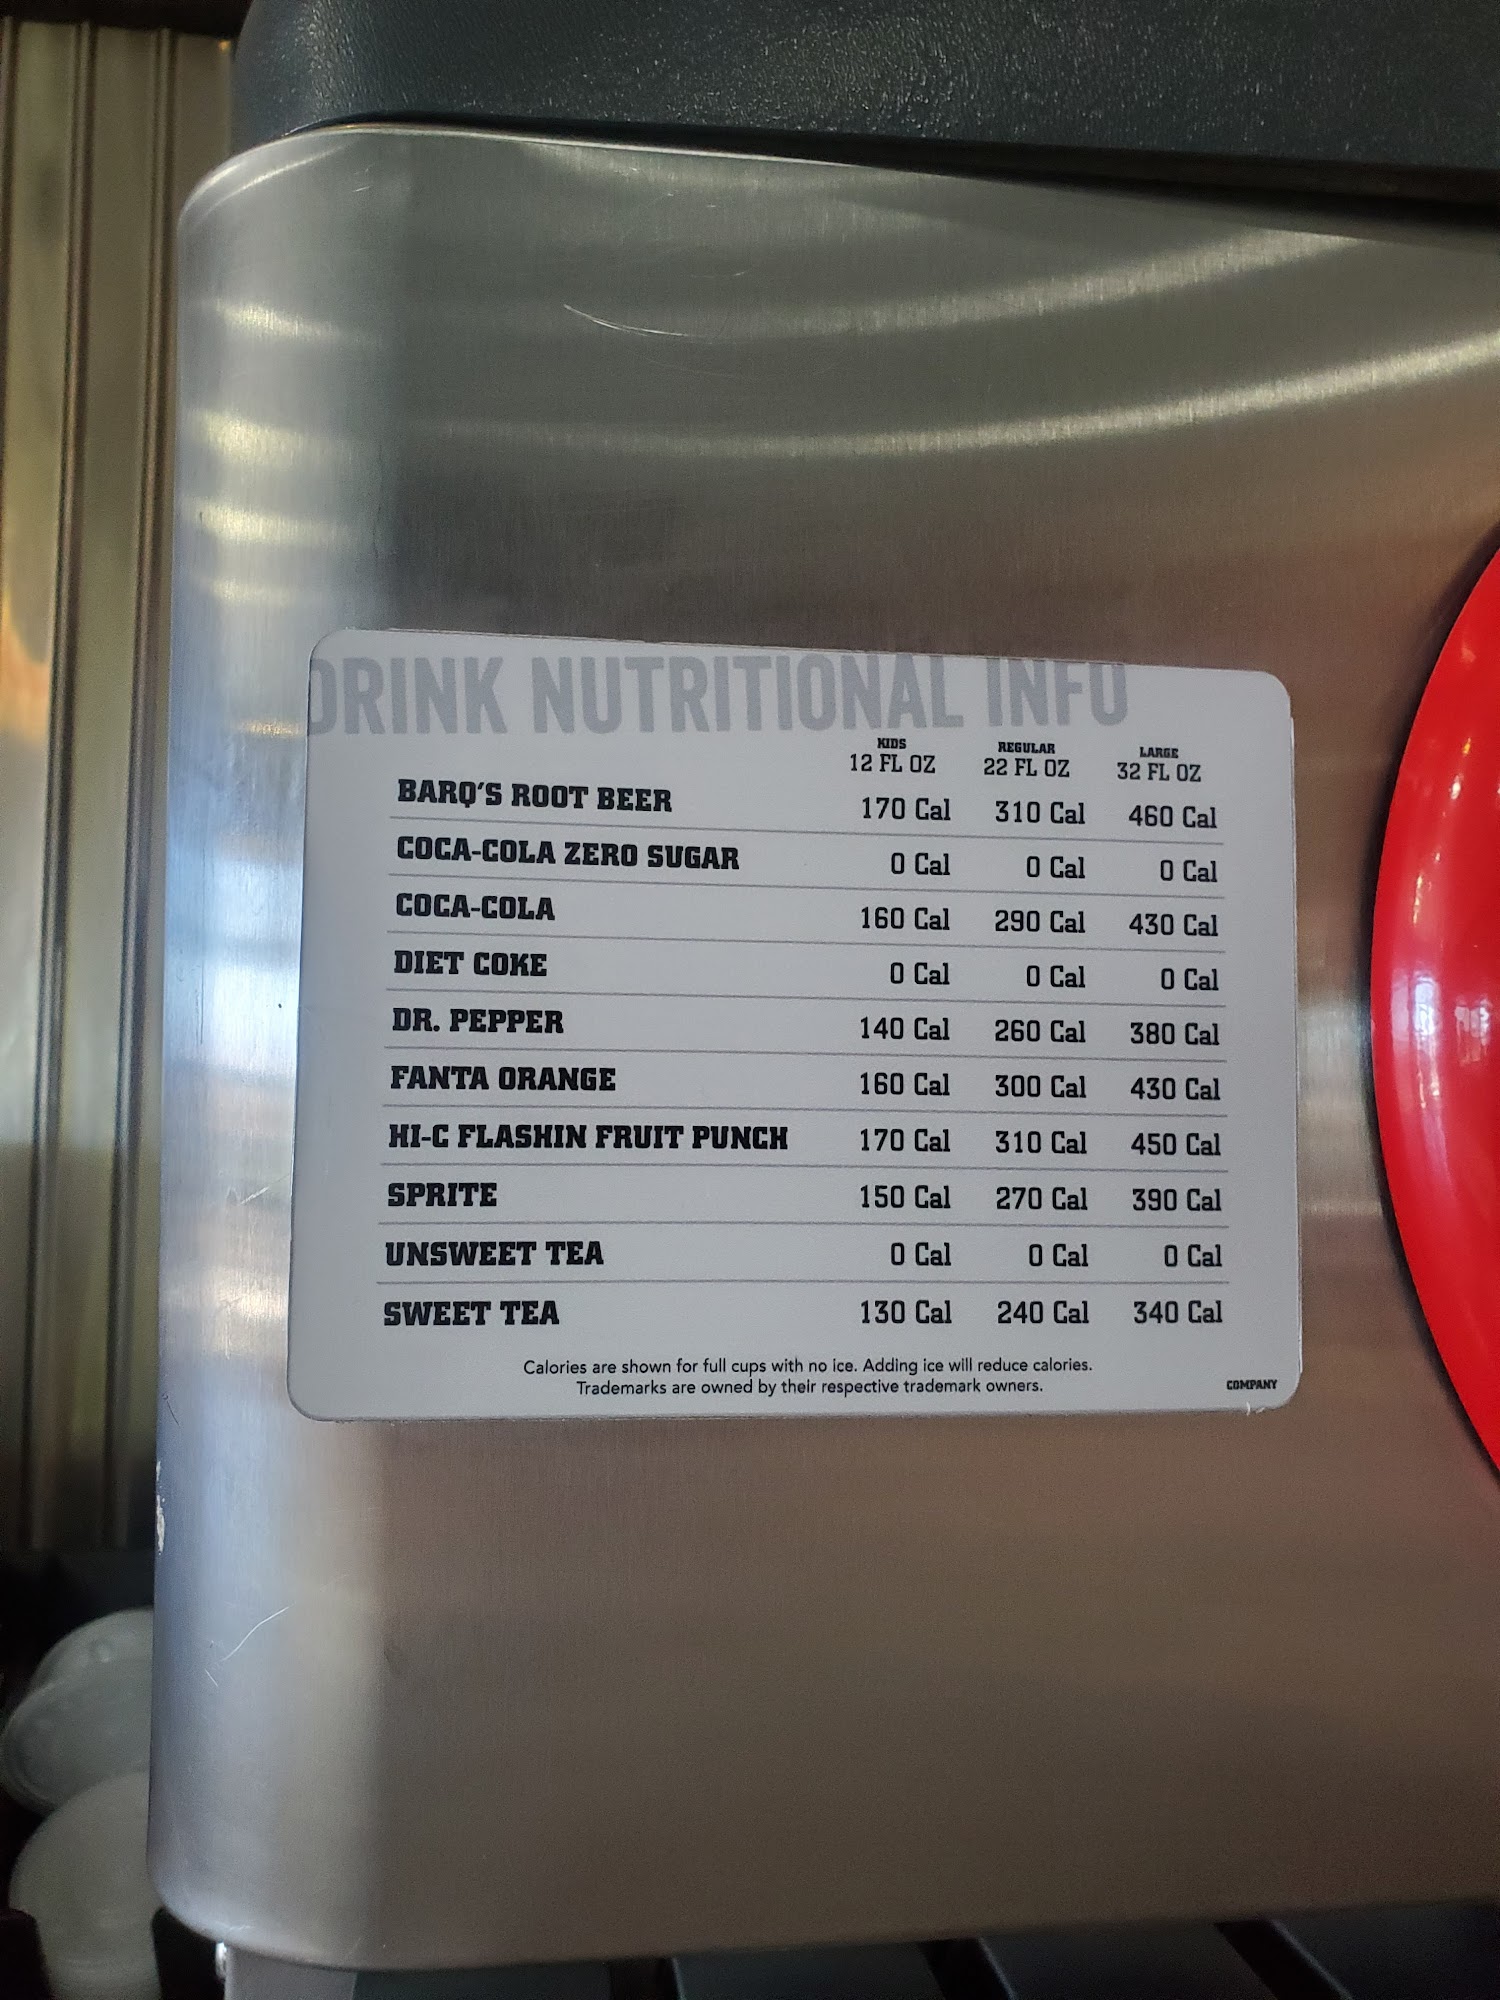 DRINK NUTRITIONAL INFO
KIDS REGULAR LARGE
12 FL OZ 22 FL OZ 32 FL OZ
BARQ'S ROOT BEER 170 Cal 310 Cal 460 Cal
COCA-COLA ZERO SUGAR 0 Cal 0 Cal 0 Cal
COCA-COLA 160 Cal 290 Cal 430 Cal
DIET COKE 0 Cal 0 Cal 0 Cal
DR. PEPPER 140 Cal 260 Cal 380 Cal
FANTA ORANGE 160 Cal 300 Cal 430 Cal
HI-C FLASHIN FRUIT PUNCH 170 Cal 310 Cal 450 Cal
SPRITE 150 Cal 270 Cal 390 Cal
UNSWEET TEA 0 Cal 0 Cal 0 Cal
SWEET TEA 130 Cal 240 Cal 340 Cal
Calories are shown for full cups with no ice. Adding ice will reduce calories.
Trademarks are owned by their respective trademark owners.
COMPANY